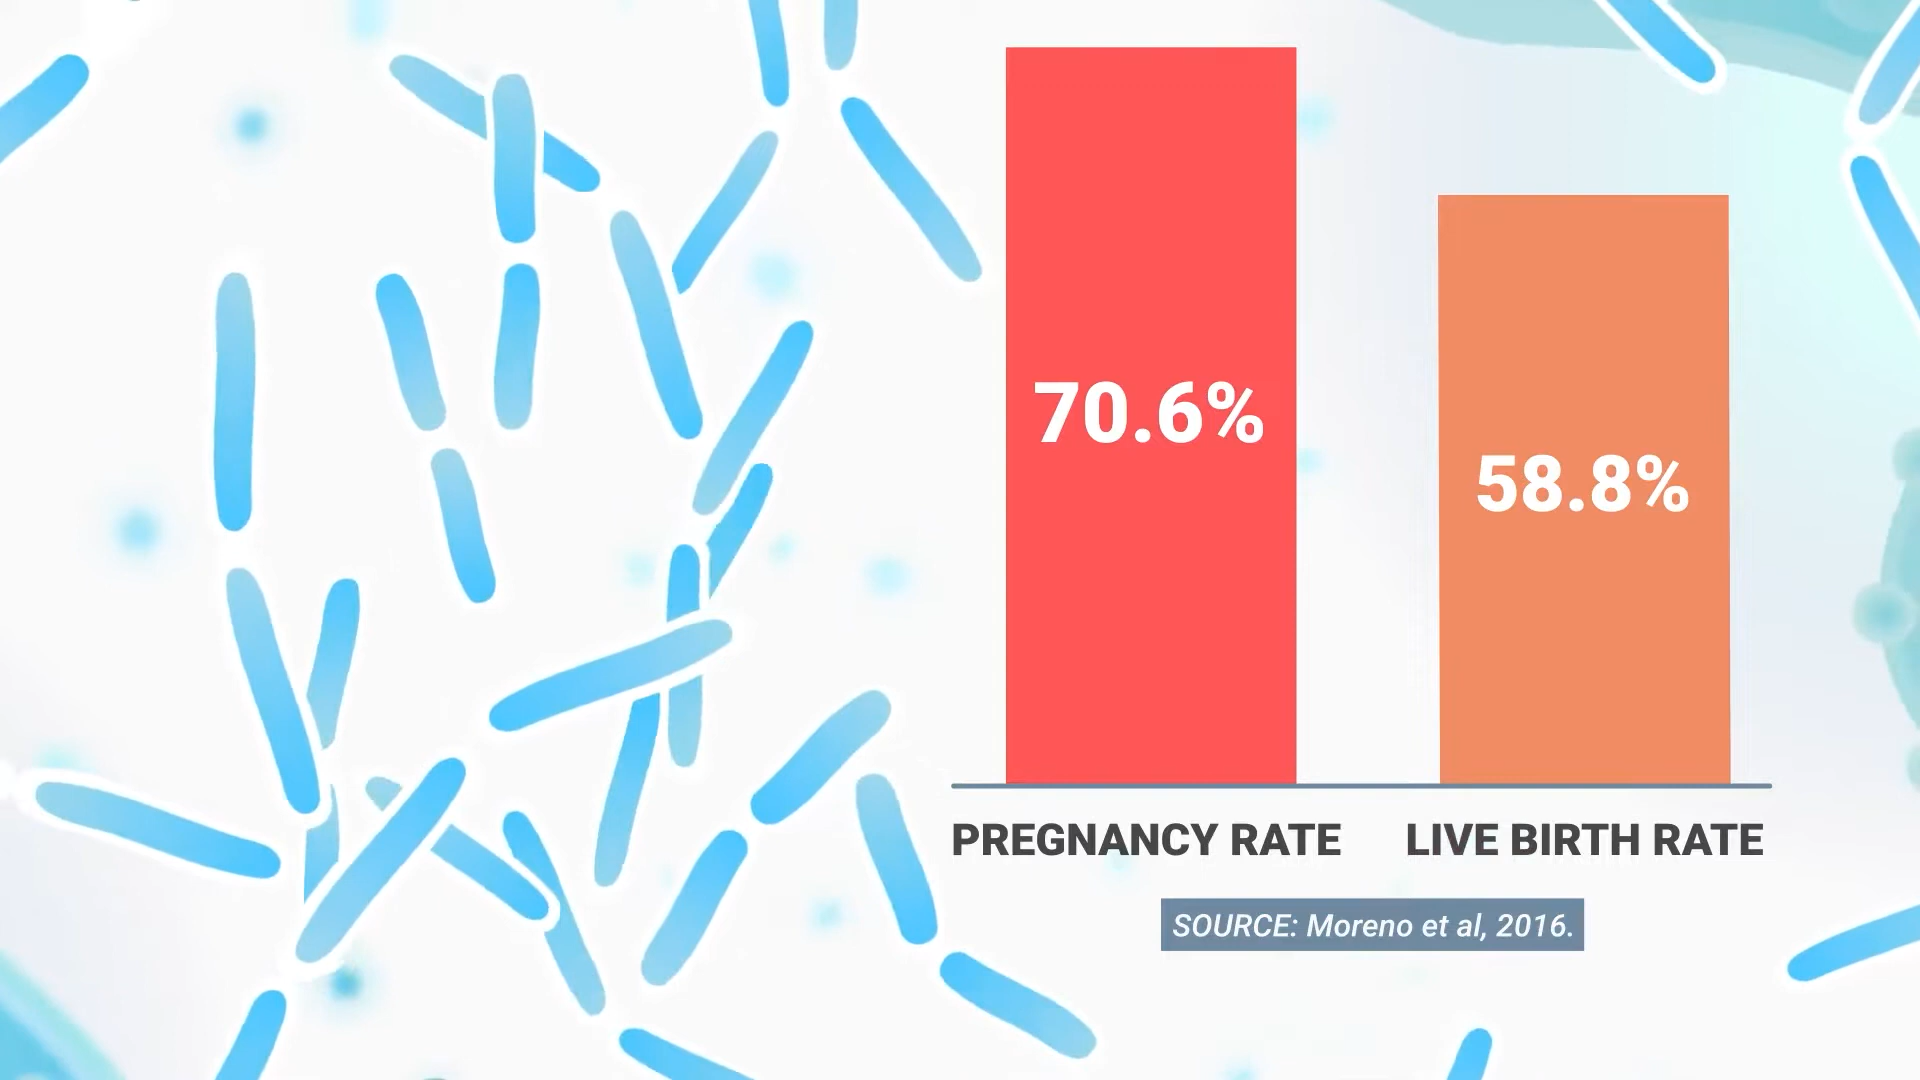 70.6%
58.8%
PREGNANCY RATE
LIVE BIRTH RATE
SOURCE: Moreno et al, 2016.